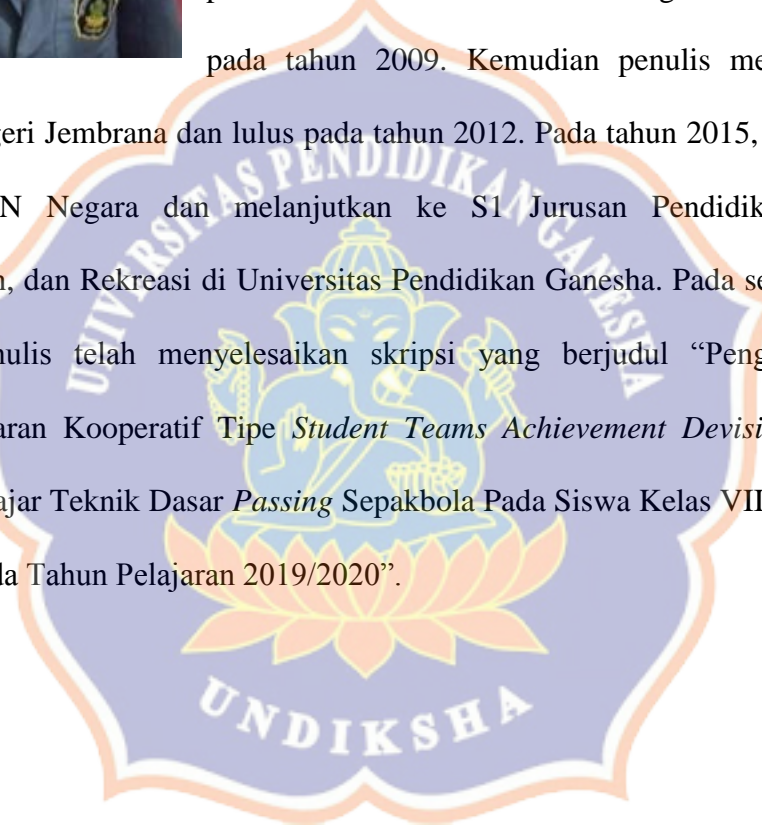 pada tahun 2009. Kemudian penulis me
geri Jembrana dan lulus pada tahun 2012. Pada tahun 2015,
N Negara dan melanjutkan ke S1 Jurusan Pendidik
n, dan Rekreasi di Universitas Pendidikan Ganesha. Pada se
nulis telah menyelesaikan skripsi yang berjudul “Peng
aran Kooperatif Tipe Student Teams Achievement Devisi
ajar Teknik Dasar Passing Sepakbola Pada Siswa Kelas VII
da Tahun Pelajaran 2019/2020”.
UNIVERSITAS PENDIDIKAN GANESHA
UNDIKSHA